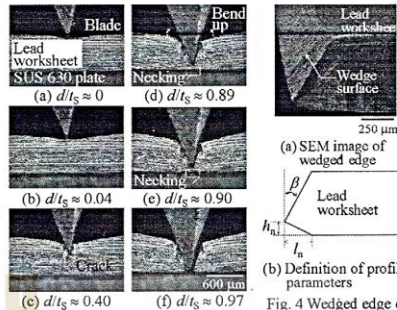 Blade
Lead
worksheet
SUS 630 plate
(a) d/tS ≈ 0
Bend
up
Necking
(d) d/tS ≈ 0.89
(b) d/tS ≈ 0.04
Necking
(e) d/tS ≈ 0.90
Crack
(c) d/tS ≈ 0.40
600 μm
(f) d/tS ≈ 0.97
Lead
worksheet
Wedge
surface
250 μm
(a) SEM image of
wedged edge
β
Lead
worksheet
hn
ln
(b) Definition of profil
parameters
Fig. 4 Wedged edge